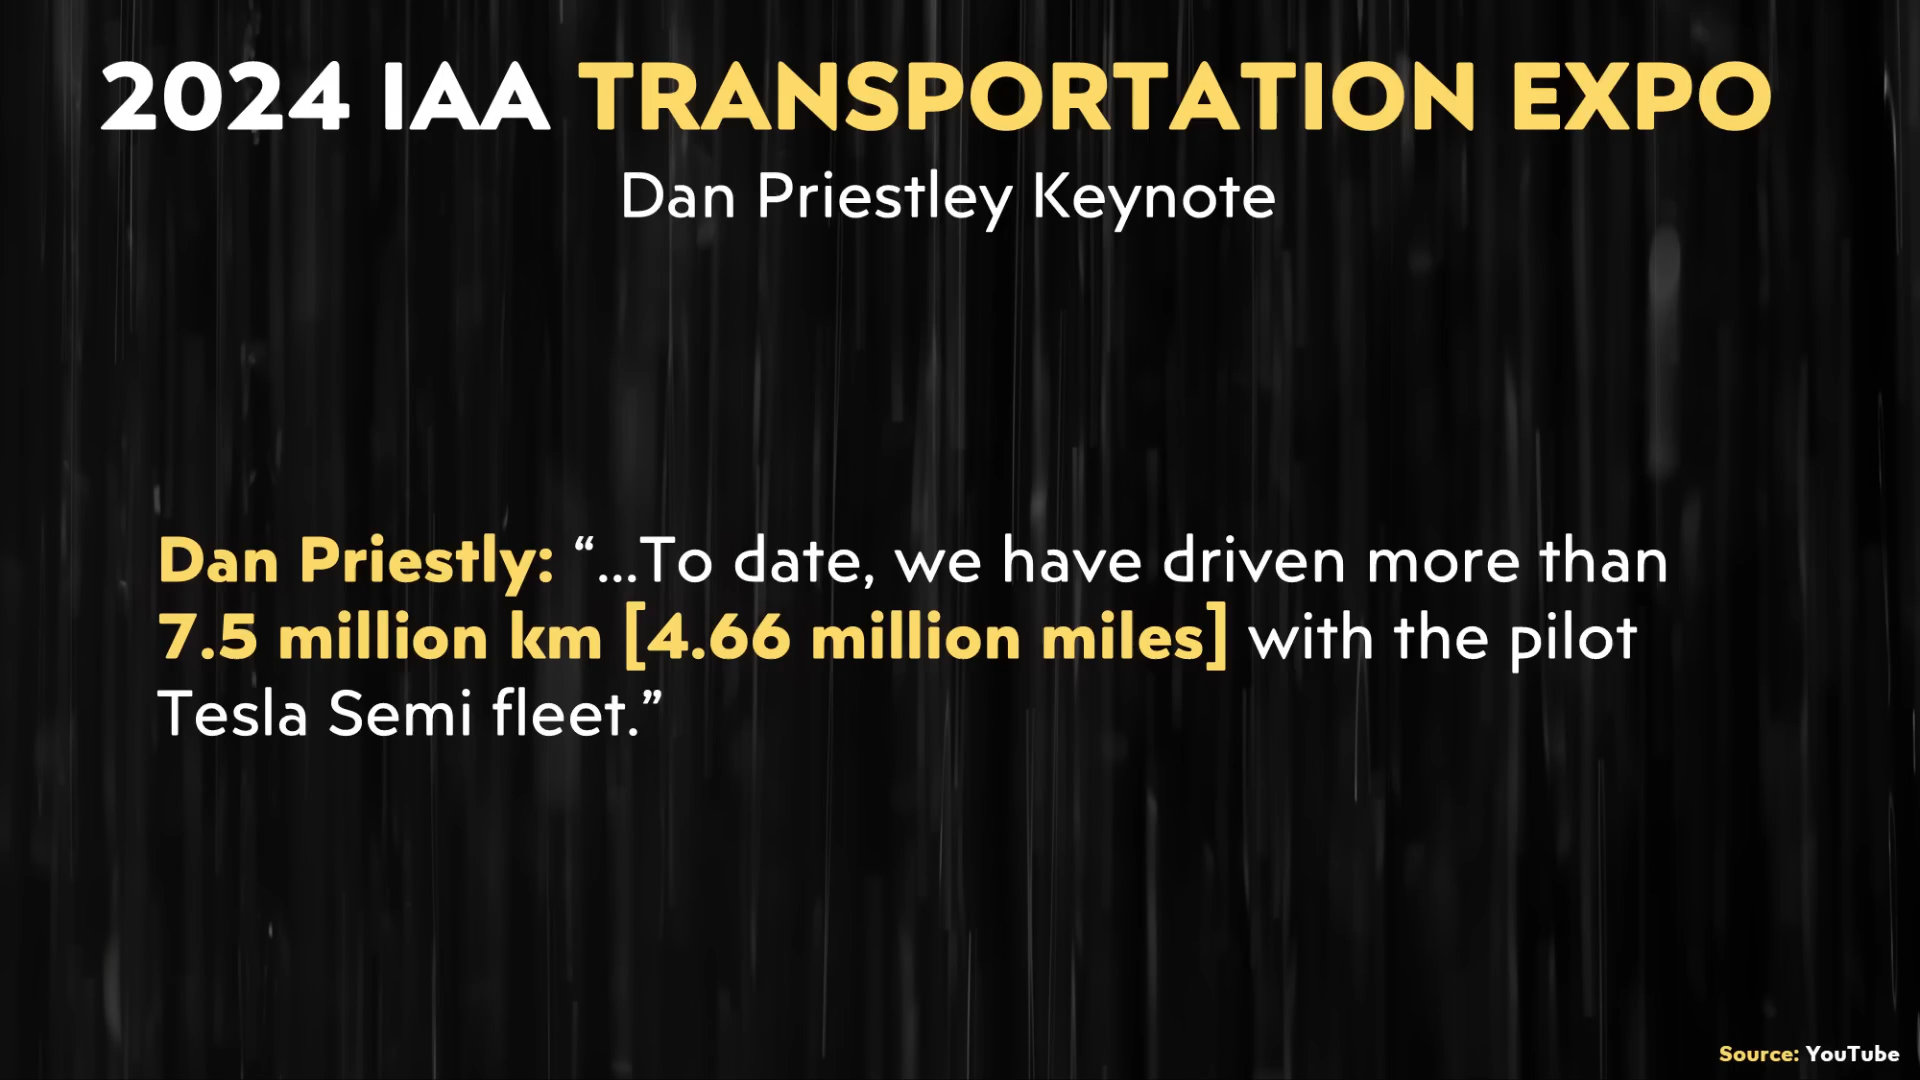 2024 IAA TRANSPORTATION EXPO
Dan Priestley Keynote
Dan Priestly: “...To date, we have driven more than
7.5 million km [4.66 million miles] with the pilot
Tesla Semi fleet.”
Source: YouTube